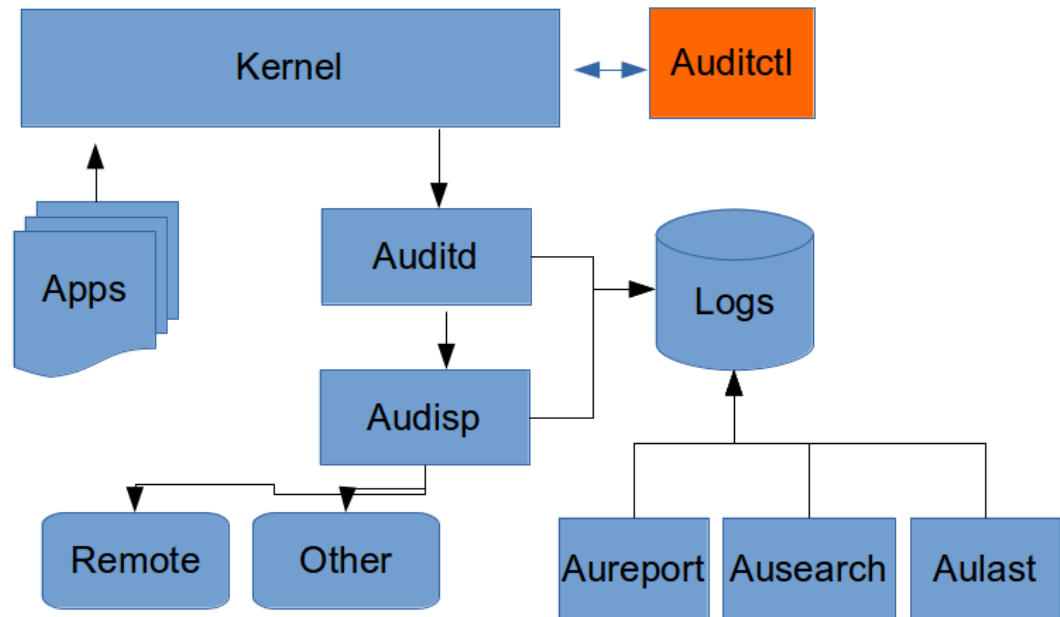 Kernel
Auditctl
Apps
Auditd
Logs
Audisp
Remote
Other
Aureport
Ausearch
Aulast